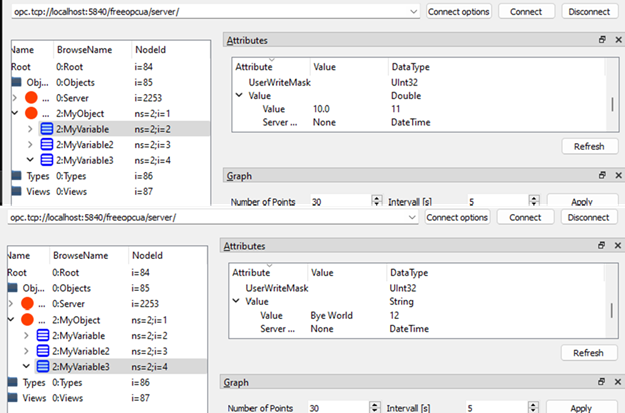 opc.tcp://localhost:5840/freeopcua/server/ Connect options Connect Disconnect
Name BrowseName NodeId
Root 0:Root i=84
Obj... 0:Objects i=85
... 0:Server i=2253
... 2:MyObject ns=2;i=1
2:MyVariable ns=2;i=2
2:MyVariable2 ns=2;i=3
2:MyVariable3 ns=2;i=4
Types 0:Types i=86
Views 0:Views i=87
Attributes
Attribute Value DataType
UserWriteMask UInt32
Value Double
Value 10.0 11
Server ... None DateTime
Refresh
Graph
Number of Points 30 Intervall [s] 5 Apply
opc.tcp://localhost:5840/freeopcua/server/ Connect options Connect Disconnect
Name BrowseName NodeId
Root 0:Root i=84
Obj... 0:Objects i=85
... 0:Server i=2253
... 2:MyObject ns=2;i=1
2:MyVariable ns=2;i=2
2:MyVariable2 ns=2;i=3
2:MyVariable3 ns=2;i=4
Types 0:Types i=86
Views 0:Views i=87
Attributes
Attribute Value DataType
UserWriteMask UInt32
Value String
Value Bye World 12
Server ... None DateTime
Refresh
Graph
Number of Points 30 Intervall [s] 5 Apply